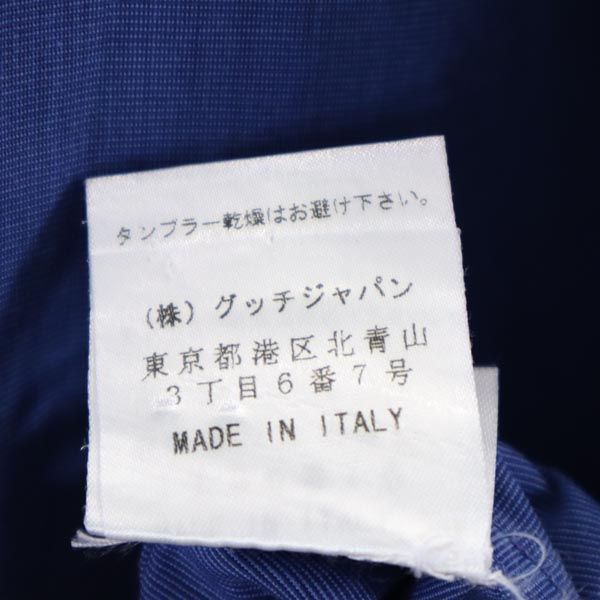 タンブラー乾燥はお避け下さい。
(株) グッチジャパン
東京都港区北青山
3丁目6番7号
MADE IN ITALY